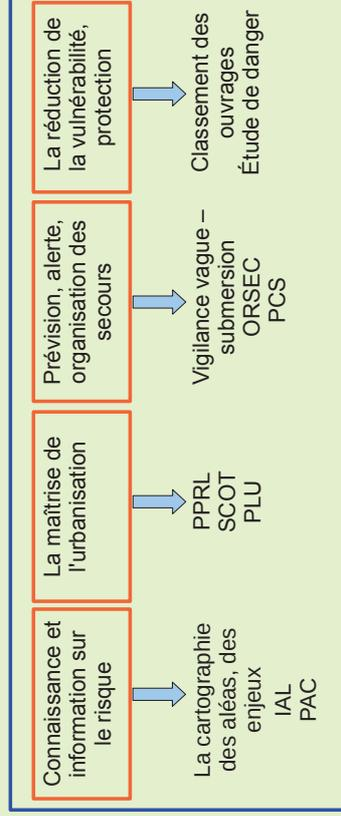 Connaissance et
information sur
le risque
La cartographie
des aléas, des
enjeux
IAL
PAC
La maîtrise de
l'urbanisation
PPRL
SCOT
PLU
Prévision, alerte,
organisation des
secours
Vigilance vague –
submersion
ORSEC
PCS
La réduction de
la vulnérabilité,
protection
Classement des
ouvrages
Étude de danger